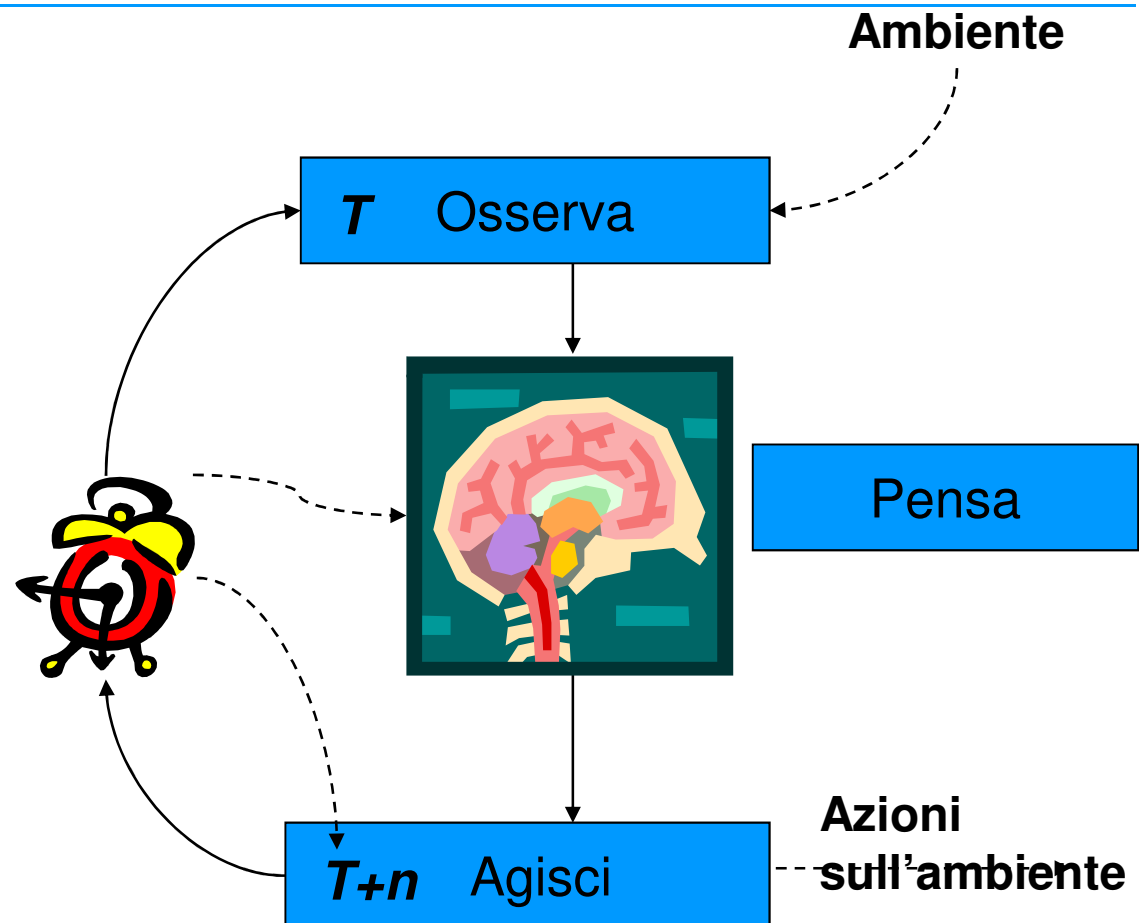 Ambiente
T Osserva
Pensa
Azioni
sull'ambiente
T+n Agisci